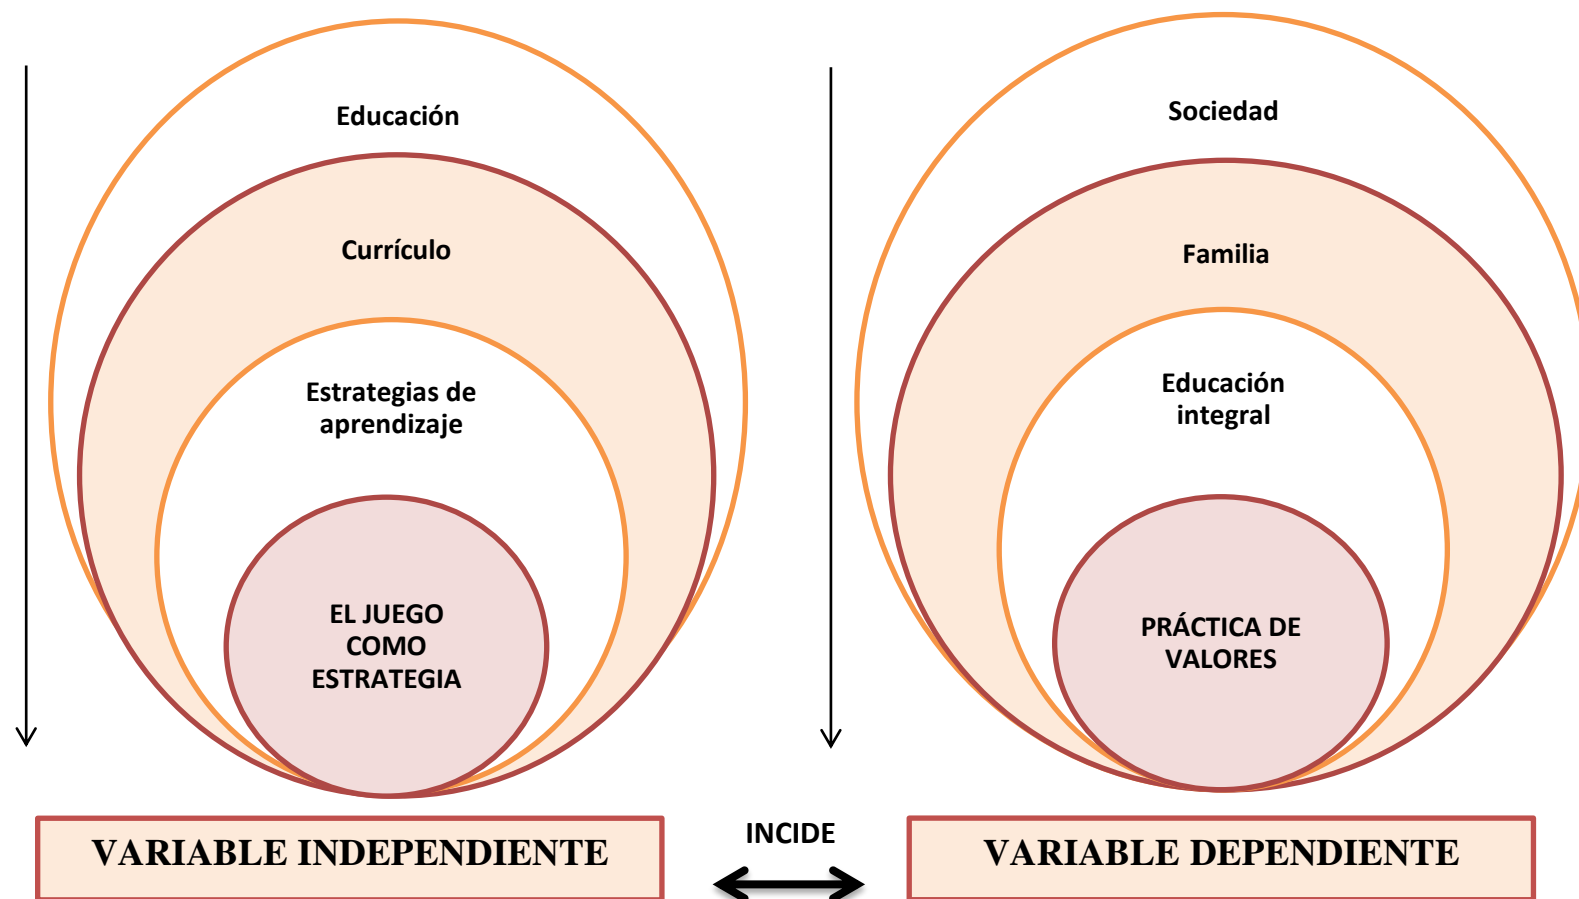 Educación
Currículo
Estrategias de
aprendizaje
EL JUEGO
COMO
ESTRATEGIA
Sociedad
Familia
Educación
integral
PRÁCTICA DE
VALORES
VARIABLE INDEPENDIENTE
INCIDE
VARIABLE DEPENDIENTE